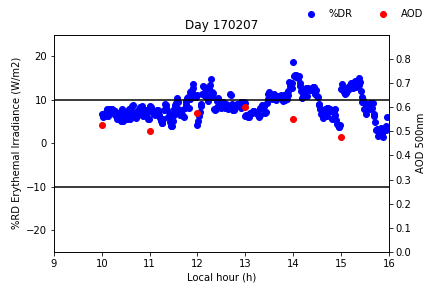 %DR AOD
Day 170207
20
10
0
−10
−20
%RD Erythemal Irradiance (W/m2)
0.8
0.7
0.6
0.5
0.4
0.3
0.2
0.1
0.0
AOD 500nm
9 10 11 12 13 14 15 16
Local hour (h)